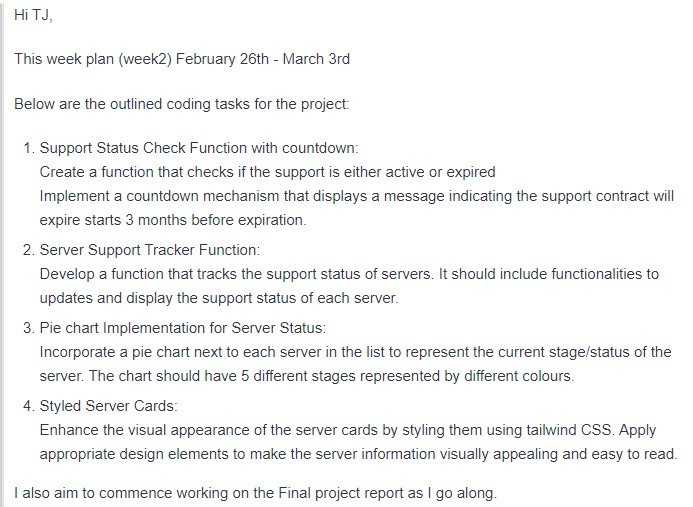 Hi TJ,
This week plan (week2) February 26th - March 3rd
Below are the outlined coding tasks for the project:
1. Support Status Check Function with countdown:
Create a function that checks if the support is either active or expired
Implement a countdown mechanism that displays a message indicating the support contract will
expire starts 3 months before expiration.
2. Server Support Tracker Function:
Develop a function that tracks the support status of servers. It should include functionalities to
updates and display the support status of each server.
3. Pie chart Implementation for Server Status:
Incorporate a pie chart next to each server in the list to represent the current stage/status of the
server. The chart should have 5 different stages represented by different colours.
4. Styled Server Cards:
Enhance the visual appearance of the server cards by styling them using tailwind CSS. Apply
appropriate design elements to make the server information visually appealing and easy to read.
I also aim to commence working on the Final project report as I go along.